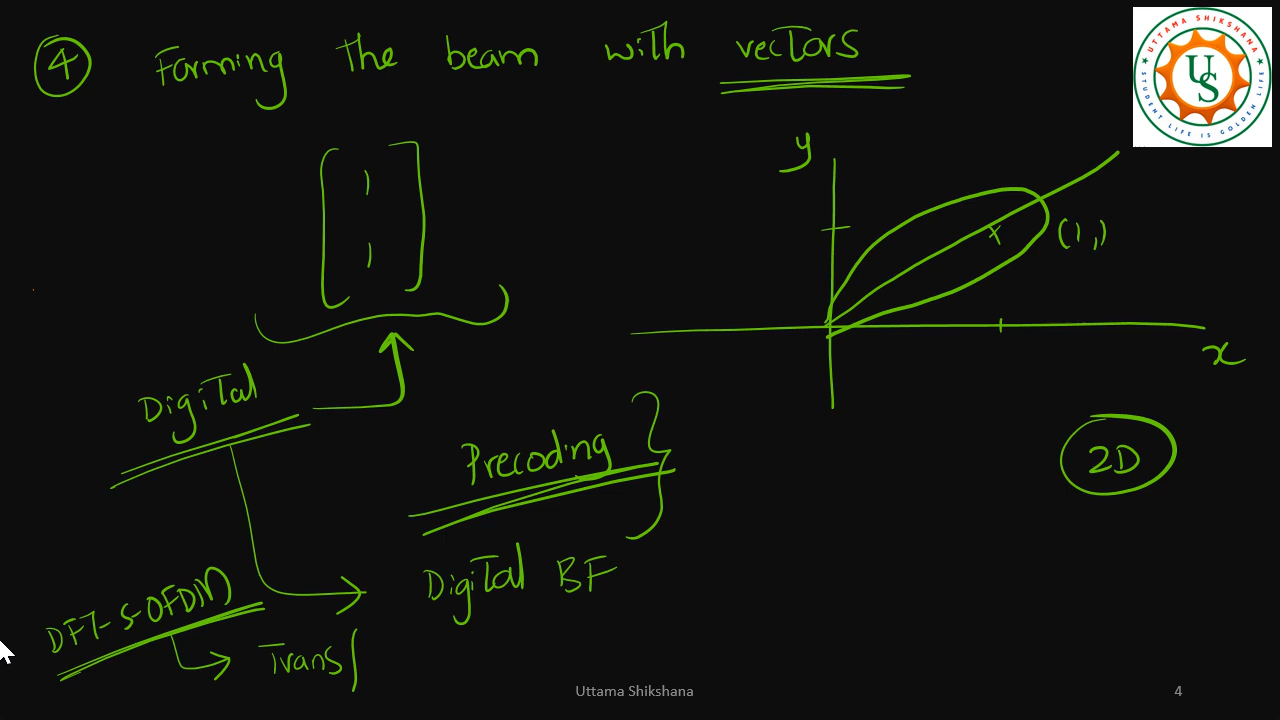 4 Forming the beam with vectors
UTTAMA SHIKSHANA
US
STUDENT LIFE IS GOLDEN LIFE
y
[1
1]
(1,1)
x
Digital
Precoding
2D
Digital BF
DFT-S-OFDM
Trans
Uttama Shikshana
4